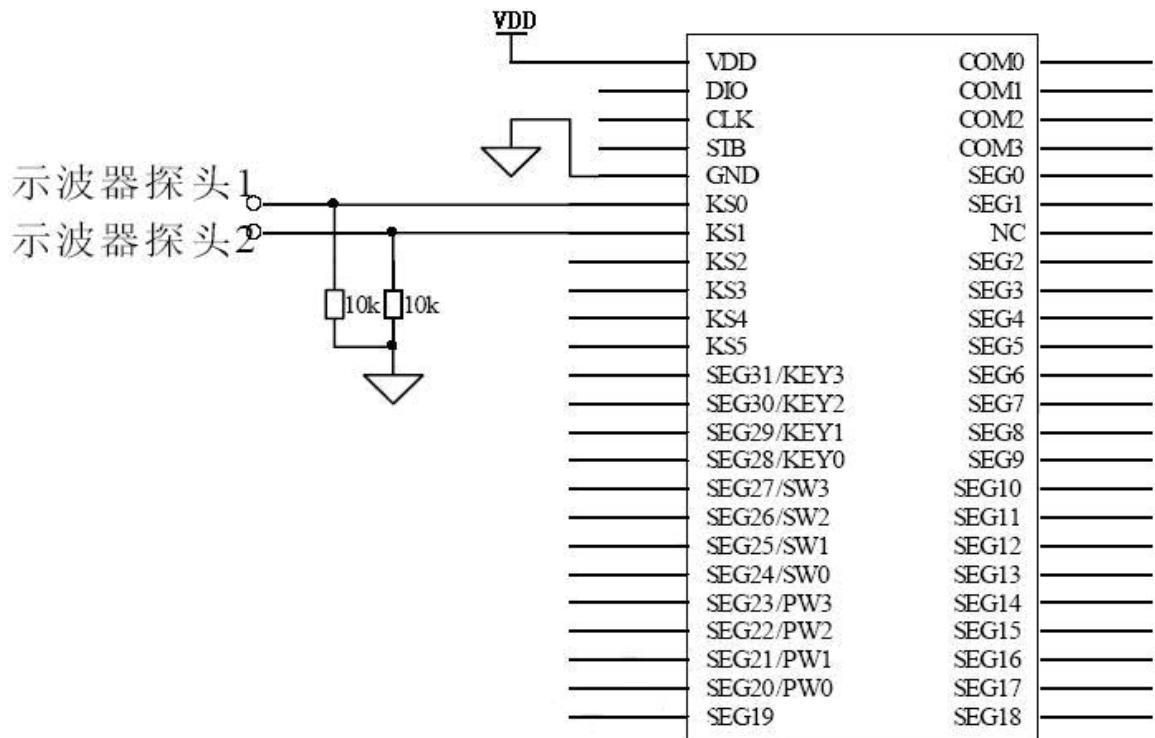 VDD
VDD COM0
DIO COM1
CLK COM2
STB COM3
GND SEG0
示波器探头1 KS0 SEG1
示波器探头2 KS1 NC
KS2 SEG2
KS3 SEG3
10k 10k KS4 SEG4
KS5 SEG5
SEG31/KEY3 SEG6
SEG30/KEY2 SEG7
SEG29/KEY1 SEG8
SEG28/KEY0 SEG9
SEG27/SW3 SEG10
SEG26/SW2 SEG11
SEG25/SW1 SEG12
SEG24/SW0 SEG13
SEG23/PW3 SEG14
SEG22/PW2 SEG15
SEG21/PW1 SEG16
SEG20/PW0 SEG17
SEG19 SEG18